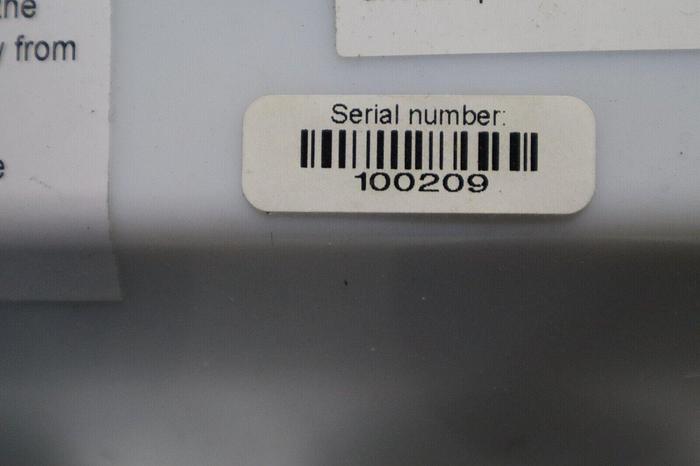 the
from
Serial number:
100209